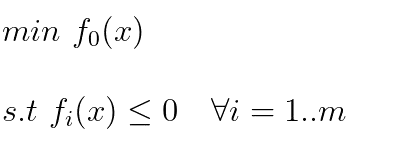 min f₀(x)
s.t fᵢ(x) ≤ 0 ∀i = 1..m